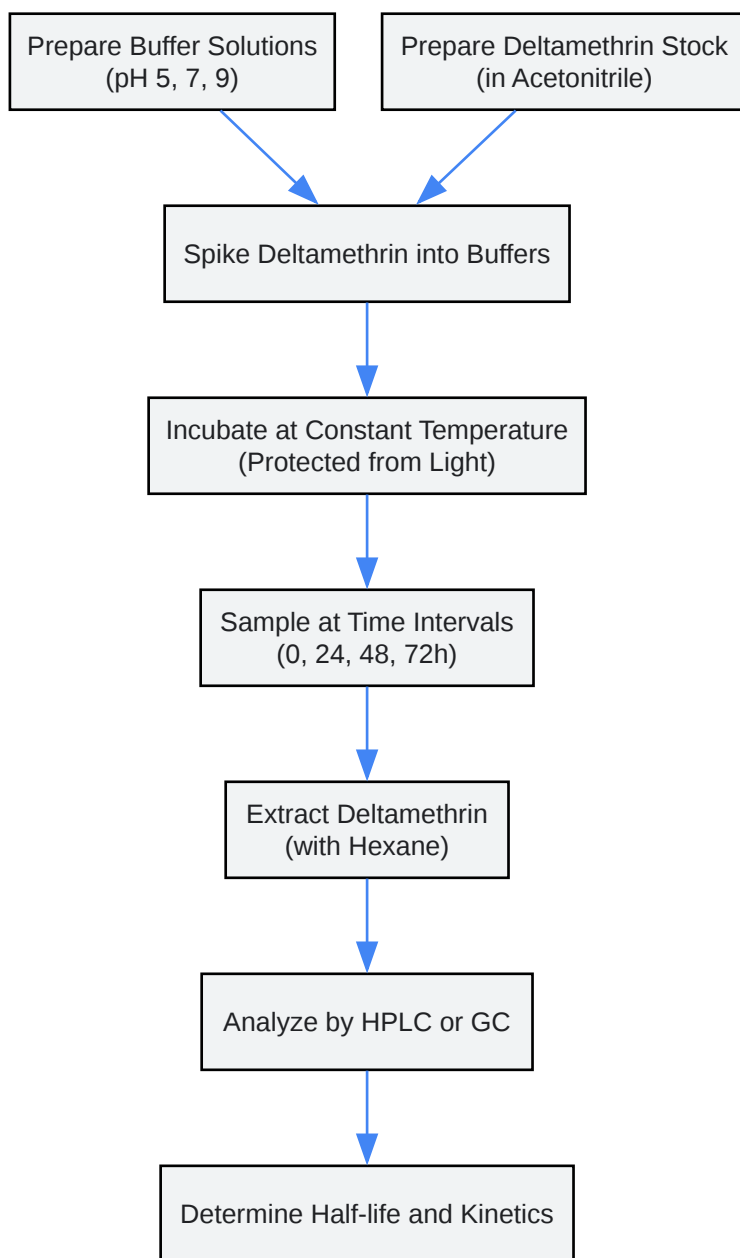 Prepare Buffer Solutions
(pH 5, 7, 9)
Prepare Deltamethrin Stock
(in Acetonitrile)
Spike Deltamethrin into Buffers
Incubate at Constant Temperature
(Protected from Light)
Sample at Time Intervals
(0, 24, 48, 72h)
Extract Deltamethrin
(with Hexane)
Analyze by HPLC or GC
Determine Half-life and Kinetics